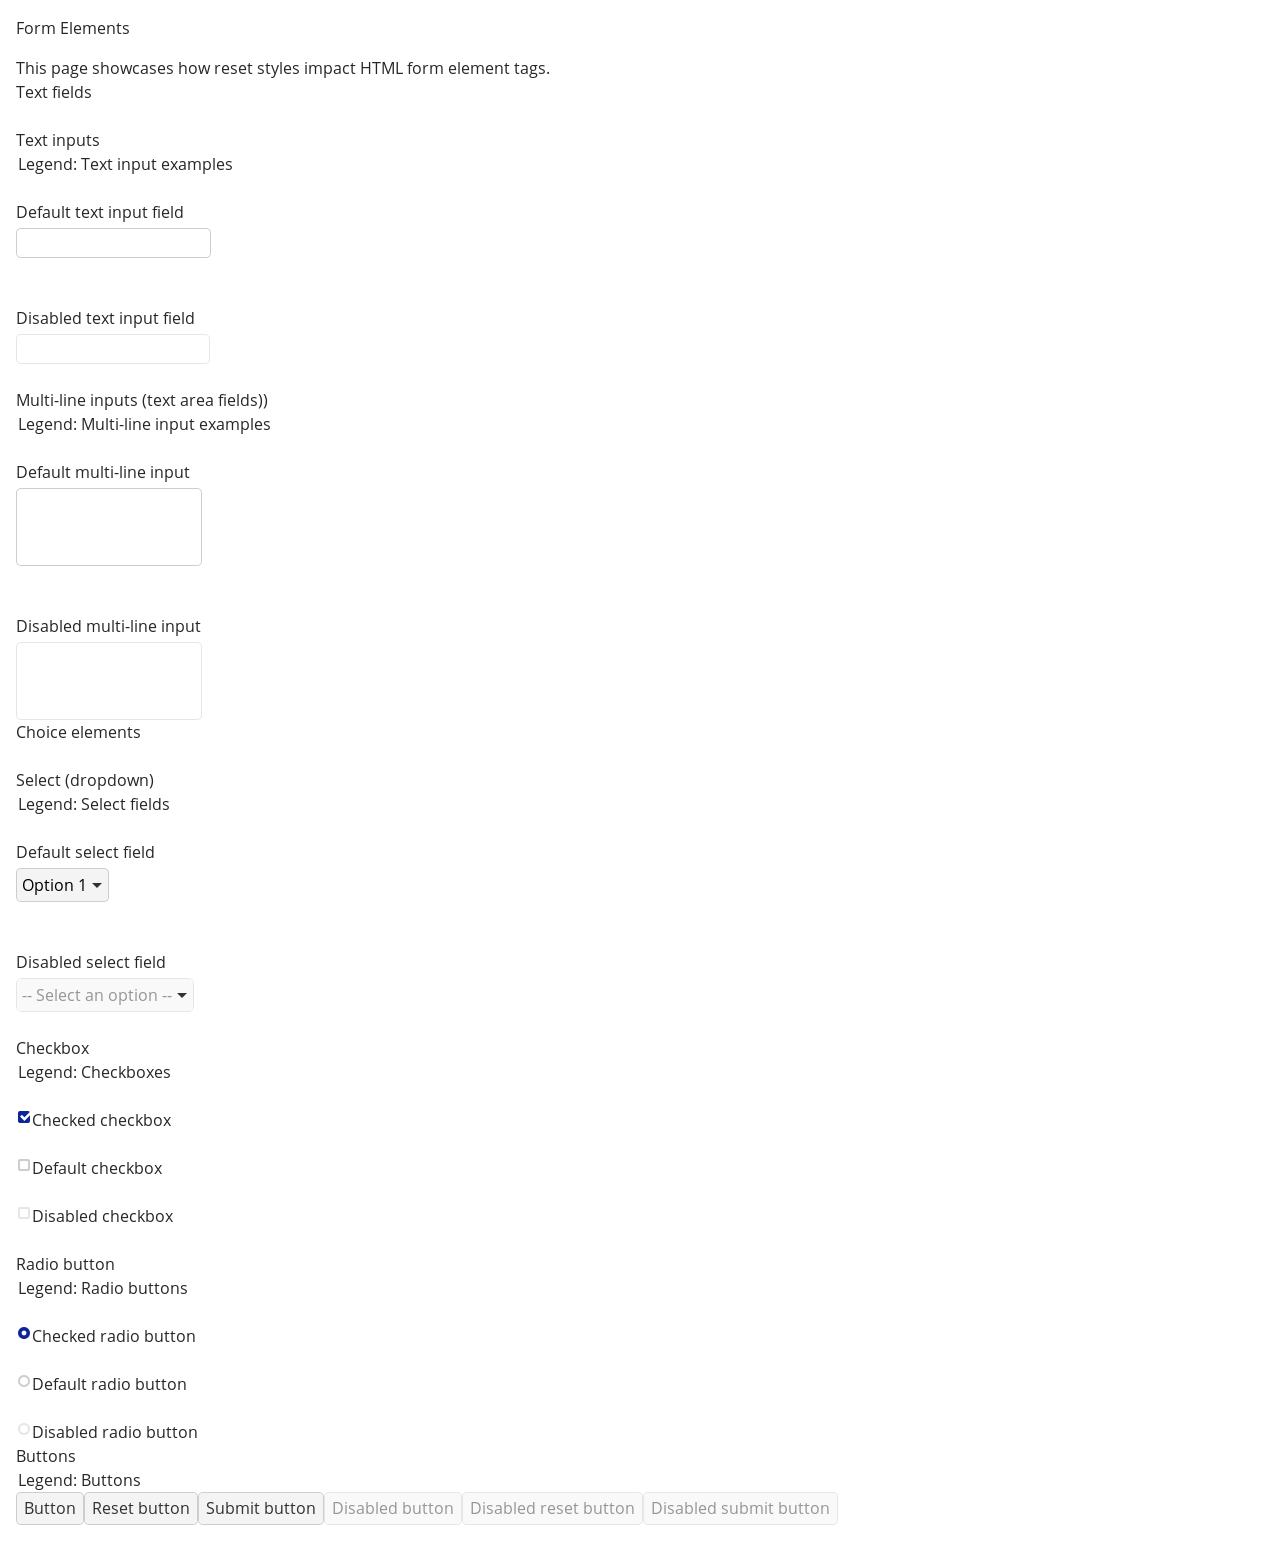 Form Elements
This page showcases how reset styles impact HTML form element tags.
Text fields
Text inputs
Legend: Text input examples
Default text input field
Disabled text input field
Multi-line inputs (text area fields))
Legend: Multi-line input examples
Default multi-line input
Disabled multi-line input
Choice elements
Select (dropdown)
Legend: Select fields
Default select field
Option 1
Disabled select field
-- Select an option --
Checkbox
Legend: Checkboxes
Checked checkbox
Default checkbox
Disabled checkbox
Radio button
Legend: Radio buttons
Checked radio button
Default radio button
Disabled radio button
Buttons
Legend: Buttons
Button Reset button Submit button Disabled button Disabled reset button Disabled submit button